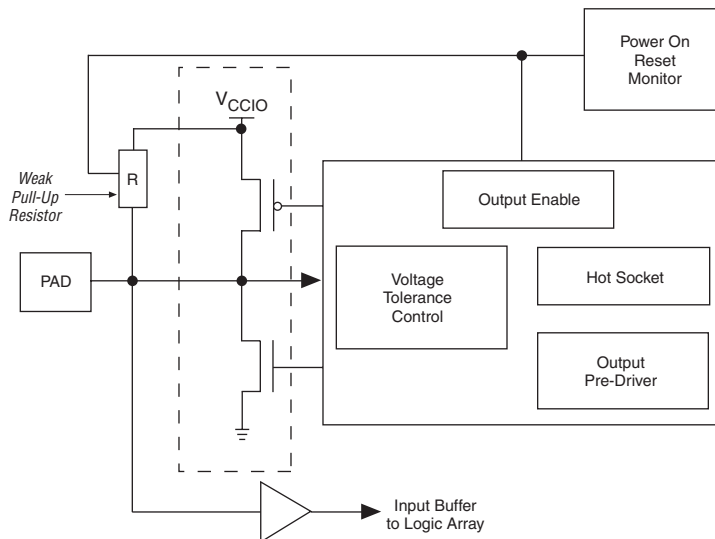 Power On
Reset
Monitor
VCCIO
R
Weak
Pull-Up
Resistor
Output Enable
PAD
Voltage
Tolerance
Control
Hot Socket
Output
Pre-Driver
Input Buffer
to Logic Array